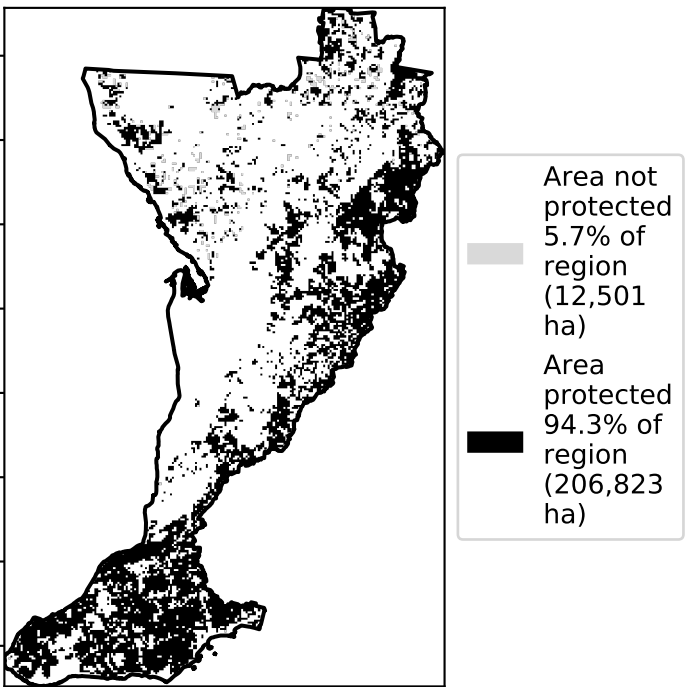 Area not
protected
5.7% of
region
(12,501
ha)
Area
protected
94.3% of
region
(206,823
ha)